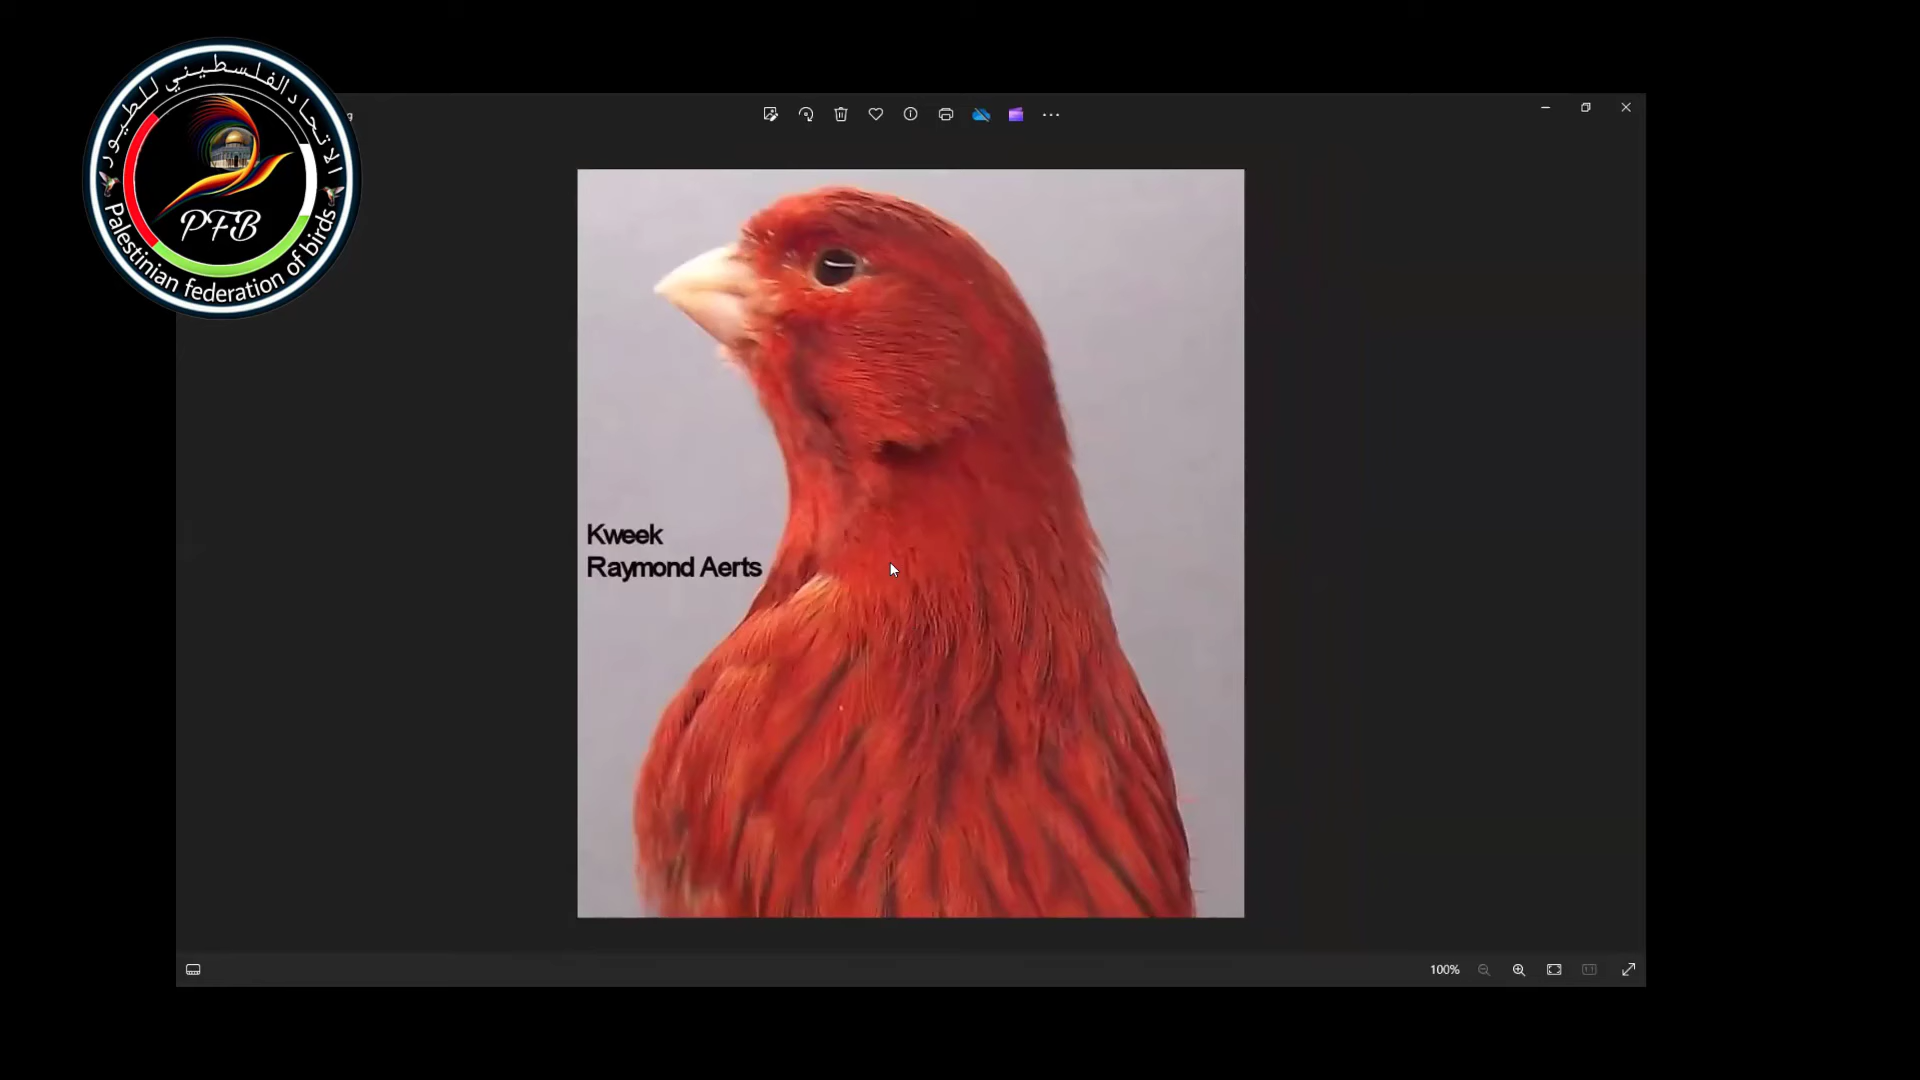 الاتحاد الفلسطيني للطيور
PFB
Palestinian federation of birds
Kweek
Raymond Aerts
100%